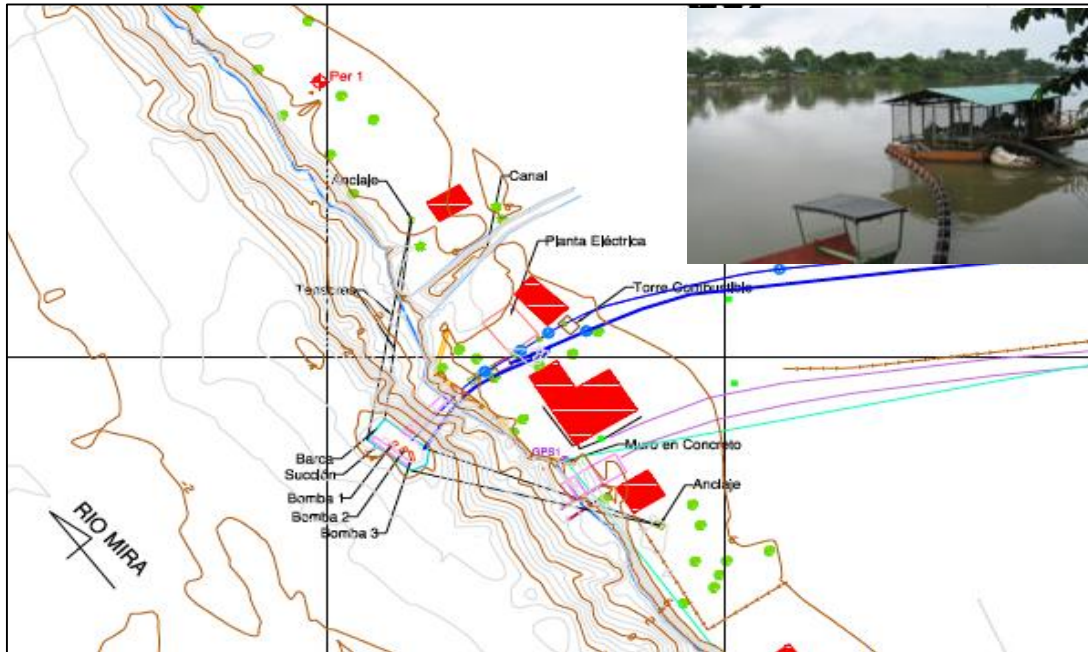 Per 1
Anclaje
Canal
Planta Eléctrica
Tensores
Torre Combustible
GPS1
Muro en Concreto
Barca
Succión
Anclaje
Bomba 1
Bomba 2
Bomba 3
RIO MIRA